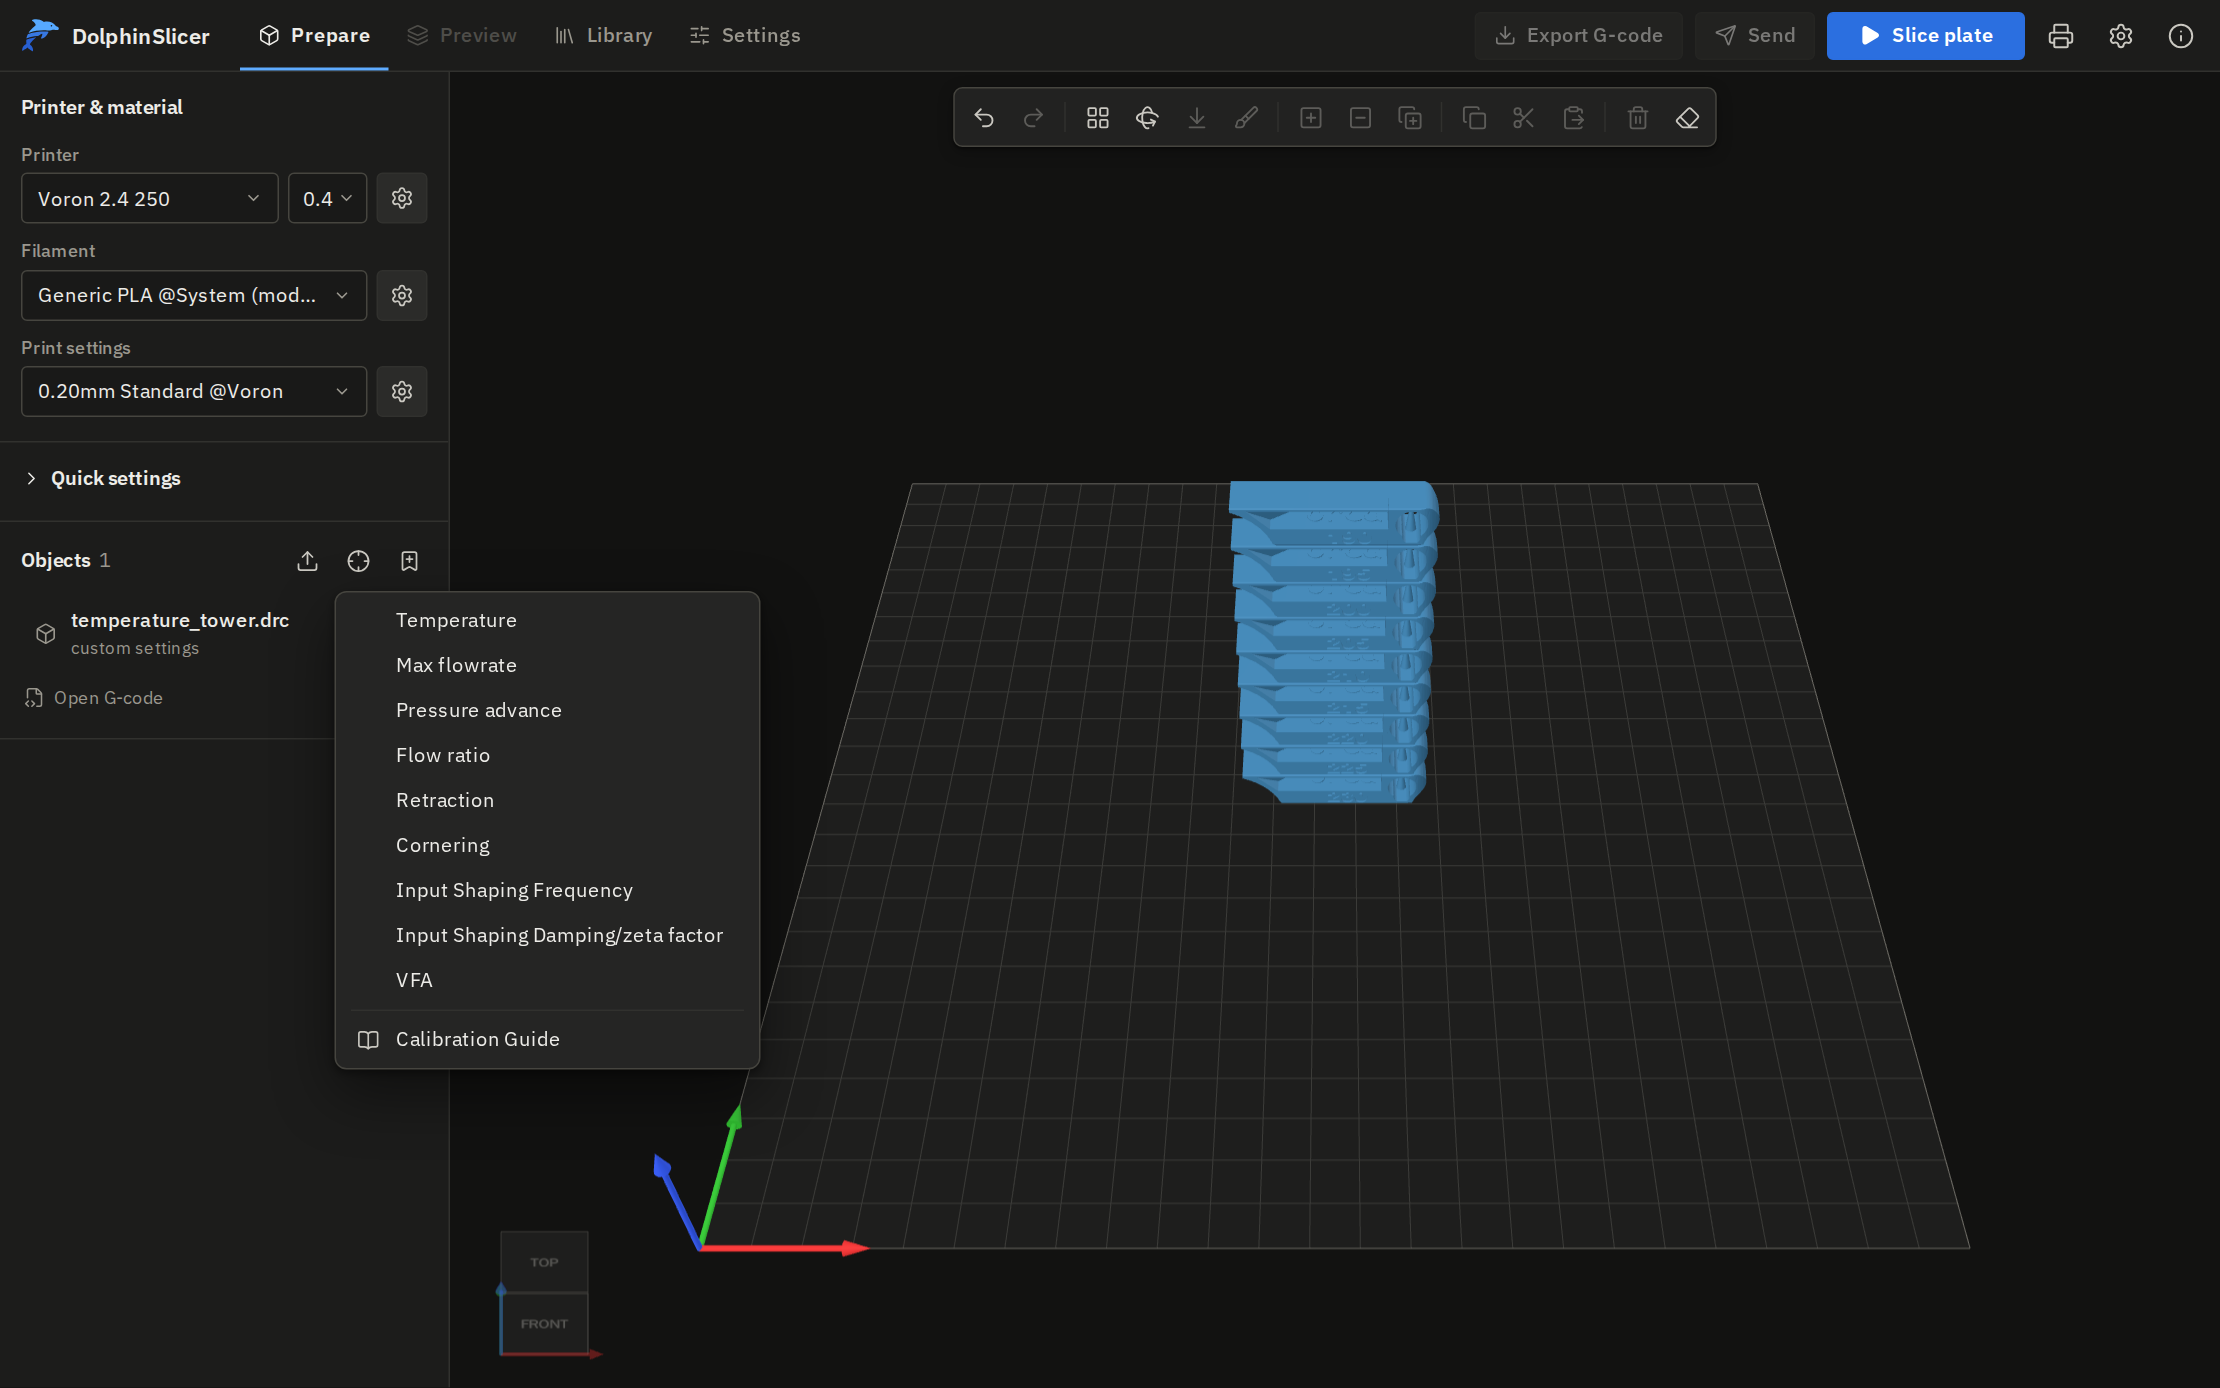 DolphinSlicer
Prepare
Preview
Library
Settings
Export G-code
Send
Slice plate
Printer & material
Printer
Voron 2.4 250
0.4
Filament
Generic PLA @System (mod...
Print settings
0.20mm Standard @Voron
Quick settings
Objects 1
temperature_tower.drc
custom settings
Open G-code
Temperature
Max flowrate
Pressure advance
Flow ratio
Retraction
Cornering
Input Shaping Frequency
Input Shaping Damping/zeta factor
VFA
Calibration Guide
TOP
FRONT